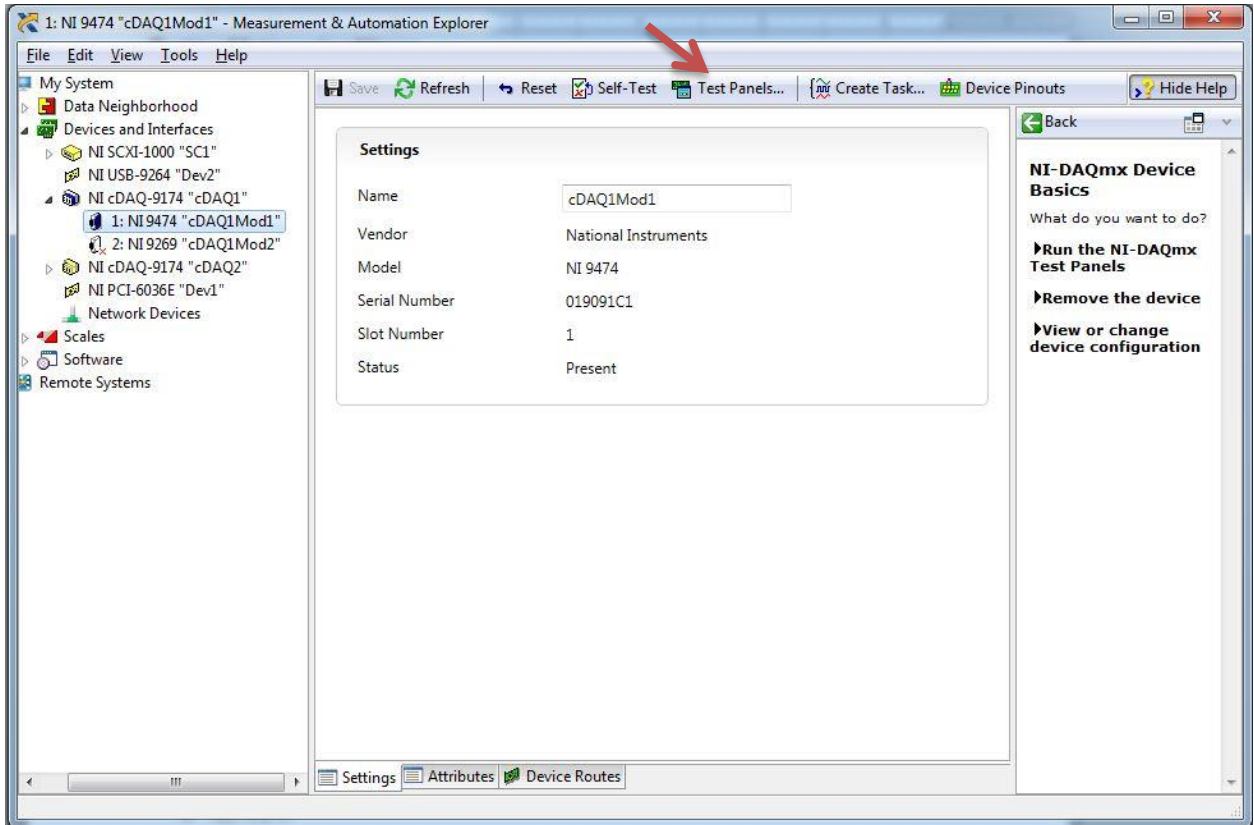 1: NI 9474 "cDAQ1Mod1" - Measurement & Automation Explorer
File Edit View Tools Help
My System
Data Neighborhood
Devices and Interfaces
NI SCXI-1000 "SC1"
NI USB-9264 "Dev2"
NI cDAQ-9174 "cDAQ1"
1: NI 9474 "cDAQ1Mod1"
2: NI 9269 "cDAQ1Mod2"
NI cDAQ-9174 "cDAQ2"
NI PCI-6036E "Dev1"
Network Devices
Scales
Software
Remote Systems
Save Refresh Reset Self-Test Test Panels... Create Task... Device Pinouts Hide Help
Settings
Name cDAQ1Mod1
Vendor National Instruments
Model NI 9474
Serial Number 019091C1
Slot Number 1
Status Present
Settings Attributes Device Routes
Back
NI-DAQmx Device
Basics
What do you want to do?
Run the NI-DAQmx
Test Panels
Remove the device
View or change
device configuration